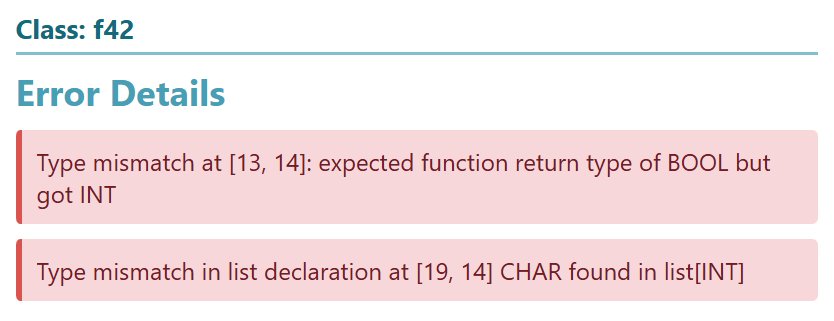 Class: f42
Error Details
Type mismatch at [13, 14]: expected function return type of BOOL but
got INT
Type mismatch in list declaration at [19, 14] CHAR found in list[INT]